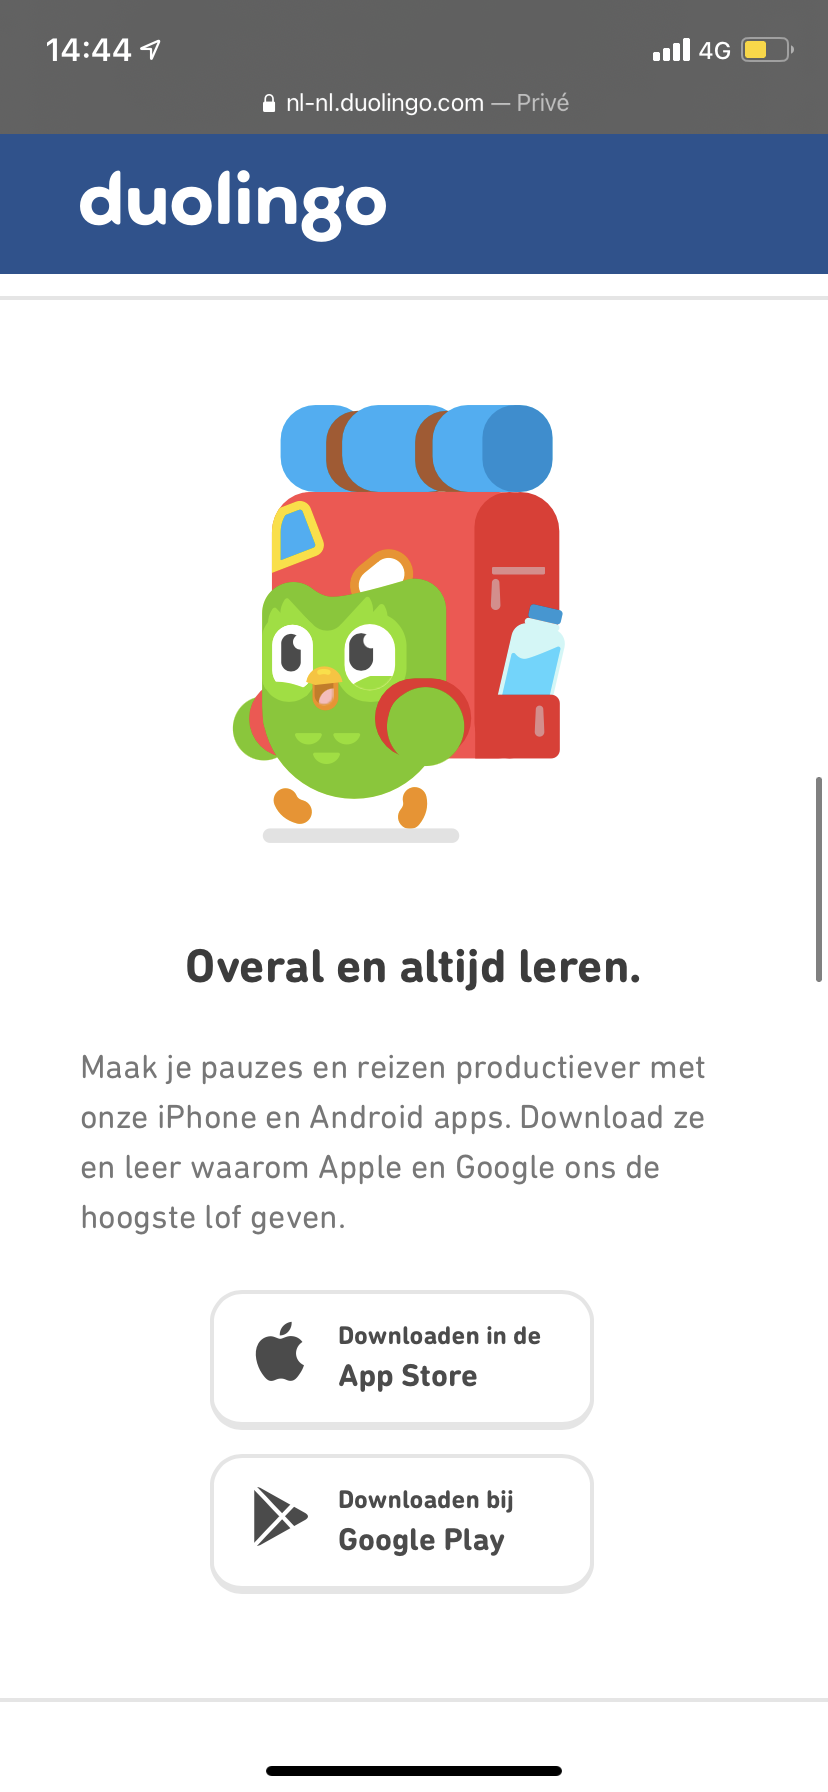 14:44
4G
nl-nl.duolingo.com — Privé
duolingo
Overal en altijd leren.
Maak je pauzes en reizen productiever met
onze iPhone en Android apps. Download ze
en leer waarom Apple en Google ons de
hoogste lof geven.
Downloaden in de
App Store
Downloaden bij
Google Play